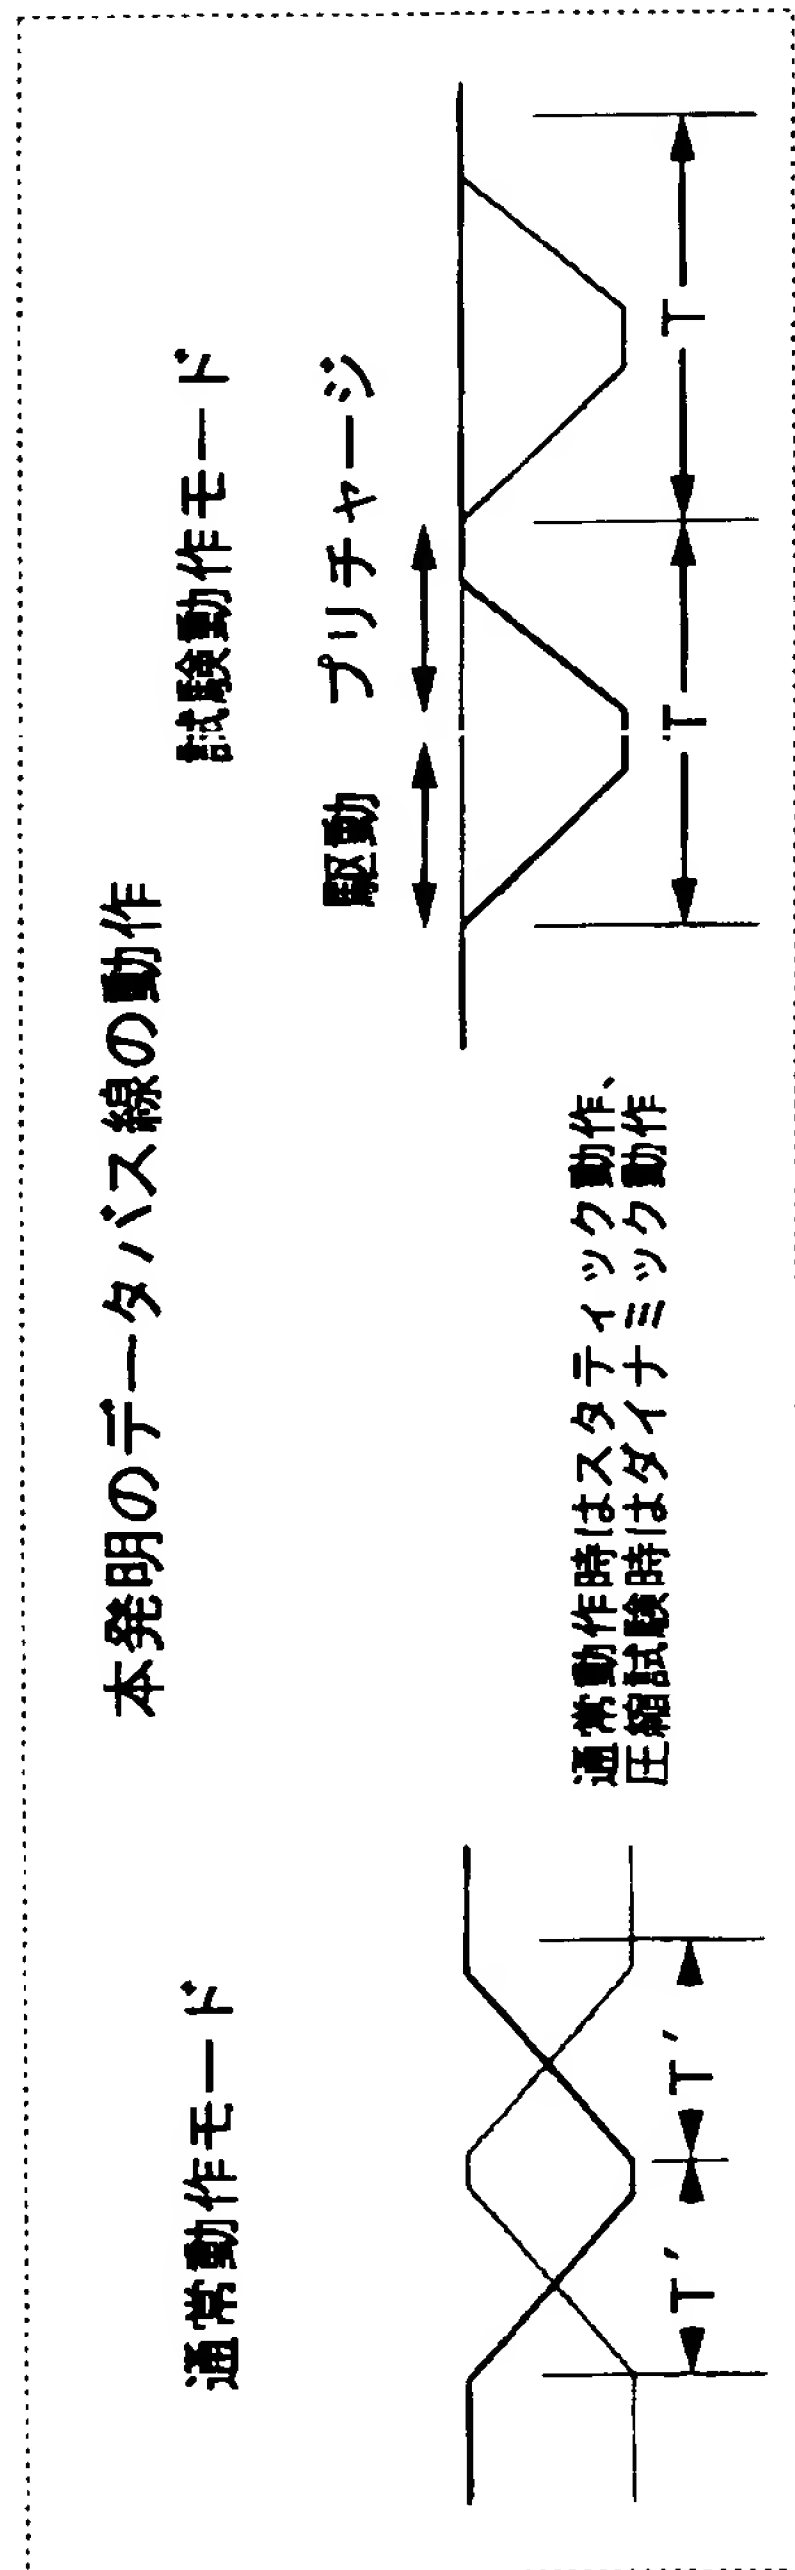 本発明のデータバス線の動作
通常動作モード
T′
T′
通常動作時はスタティック動作、
圧縮試験時はダイナミック動作
試験動作モード
駆動
プリチャージ
T
T